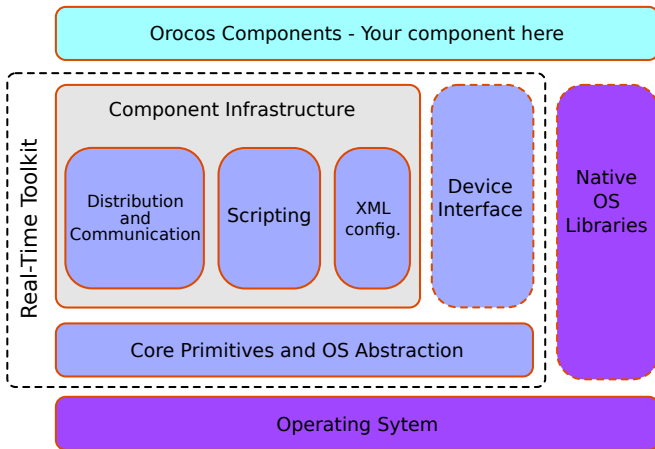 Orocos Components - Your component here
Real-Time Toolkit
Component Infrastructure
Distribution
and
Communication
Scripting
XML
config.
Device
Interface
Native
OS
Libraries
Core Primitives and OS Abstraction
Operating Sytem